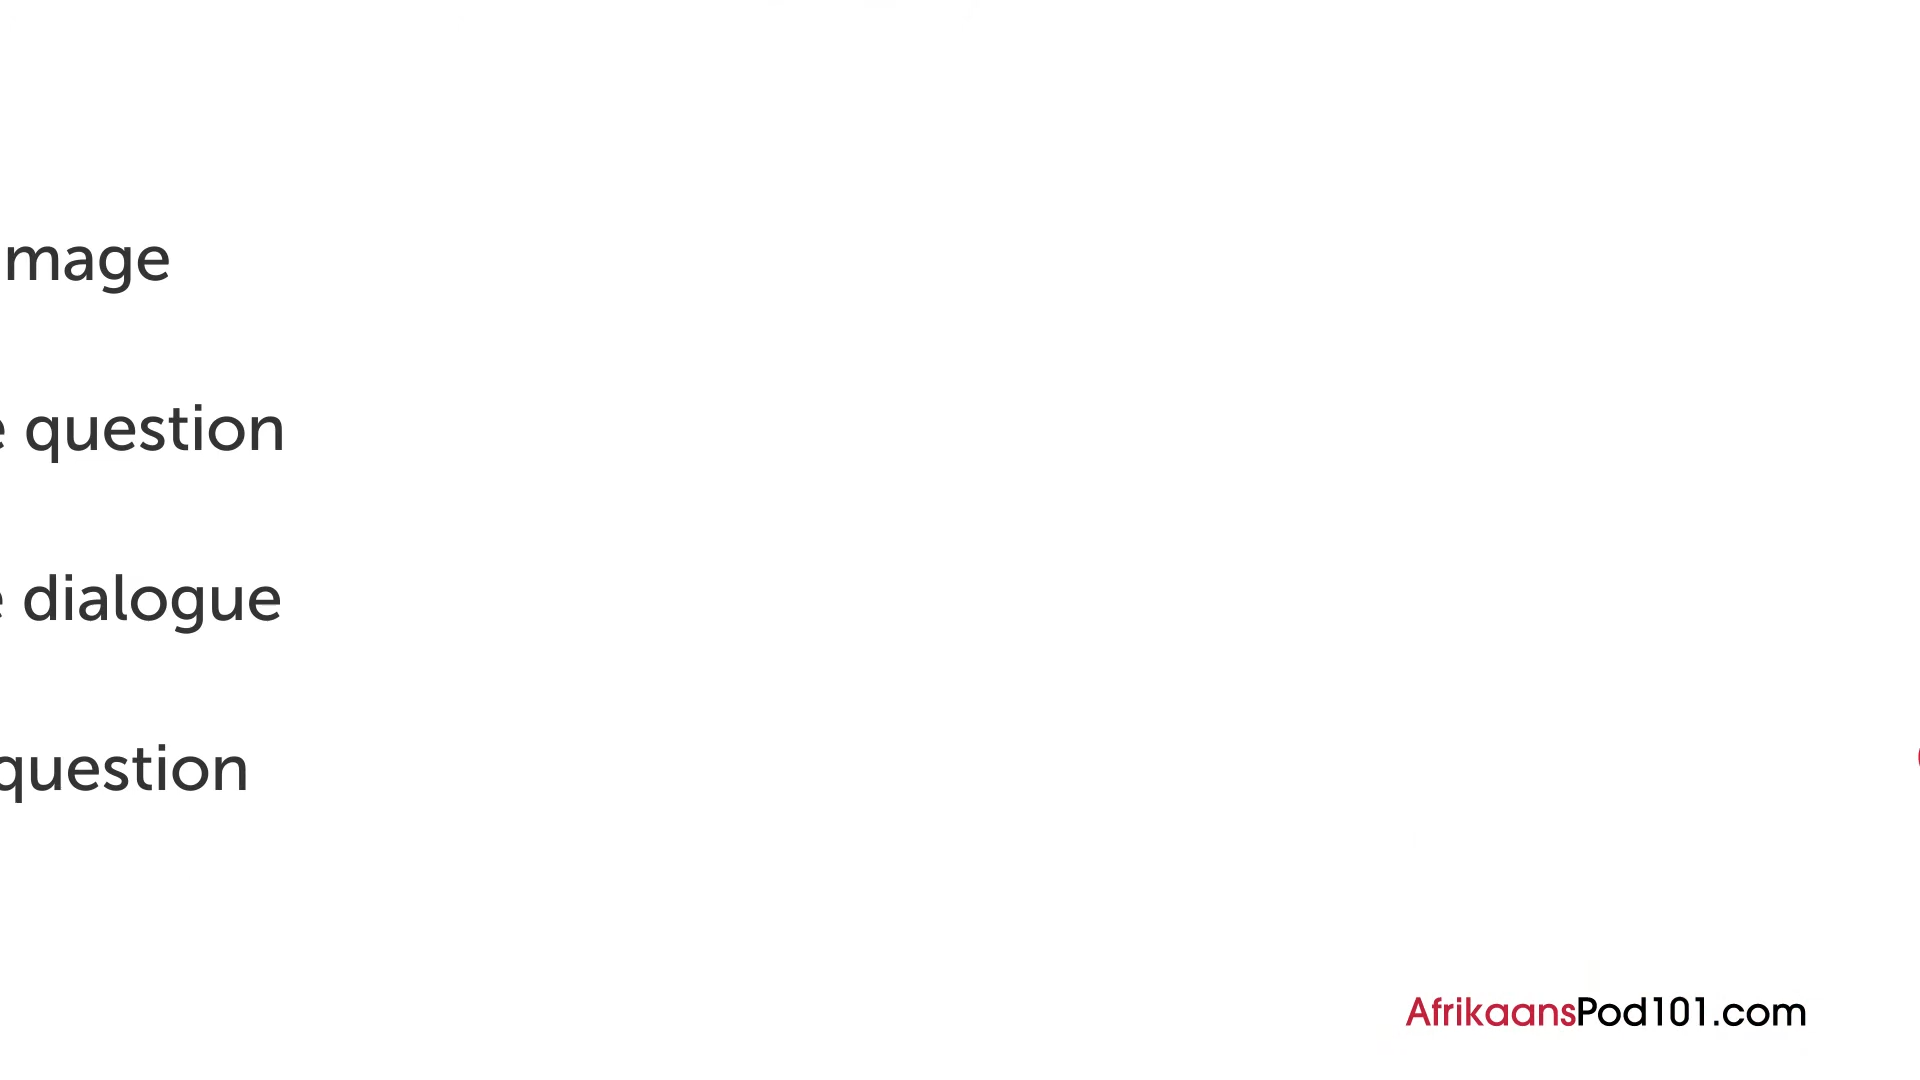 mage
question
dialogue
question
AfrikaansPod101.com